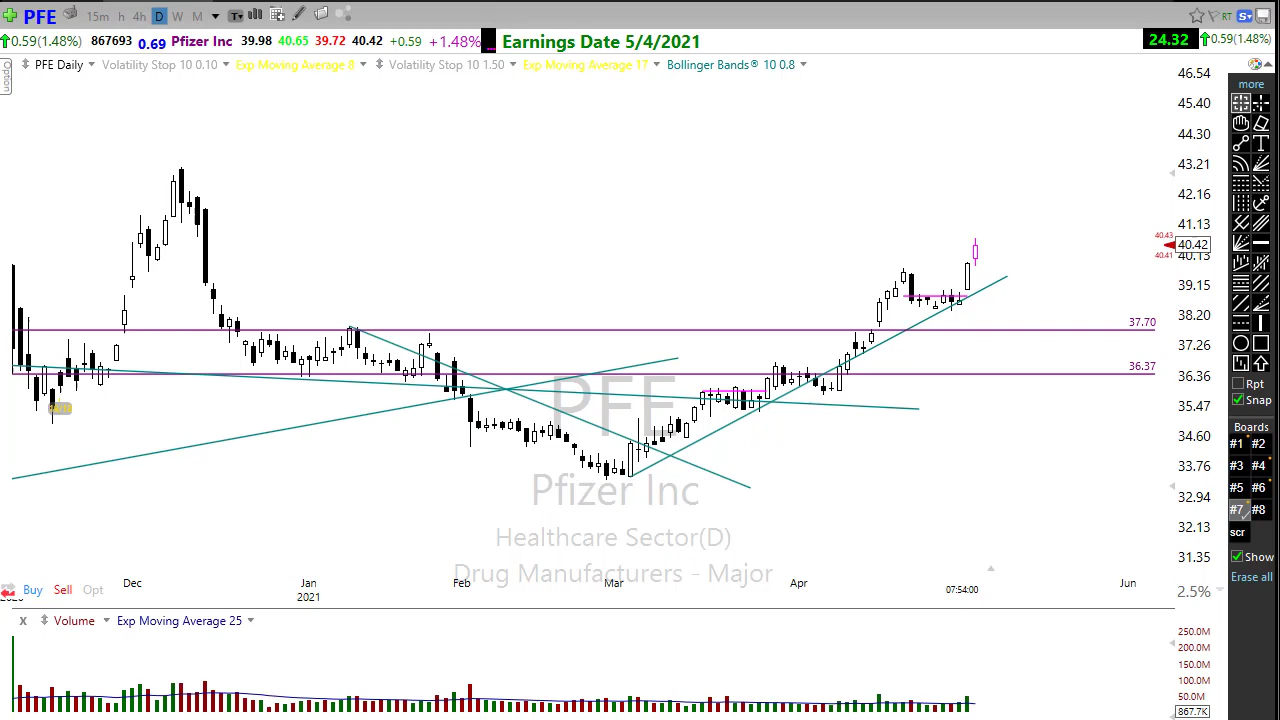 PFE 15m h 4h D W M T RT S
0.59(1.48%) 867693 0.69 Pfizer Inc 39.98 40.65 39.72 40.42 +0.59 +1.48% Earnings Date 5/4/2021 24.32 0.59(1.48%)
PFE Daily Volatility Stop 10 0.10 Exp Moving Average 8 Volatility Stop 10 1.50 Exp Moving Average 17 Bollinger Bands® 10 0.8
Option
more
46.54
45.40
44.30
43.21
42.16
41.13
40.43
40.42
40.41
40.13
39.15
38.20
37.70
37.26
36.37
36.36
35.47
34.60
33.76
32.94
32.13
31.35
2.5%
PFE
Pfizer Inc
Healthcare Sector(D)
Drug Manufacturers - Major
Dec Jan Feb Mar Apr Jun
2021
07:54:00
Buy Sell Opt
Rpt
Snap
Boards
#1 #2
#3 #4
#5 #6
#7 #8
scr
Show
Erase all
X Volume Exp Moving Average 25
250.0M
200.0M
150.0M
100.0M
50.0M
867.7K